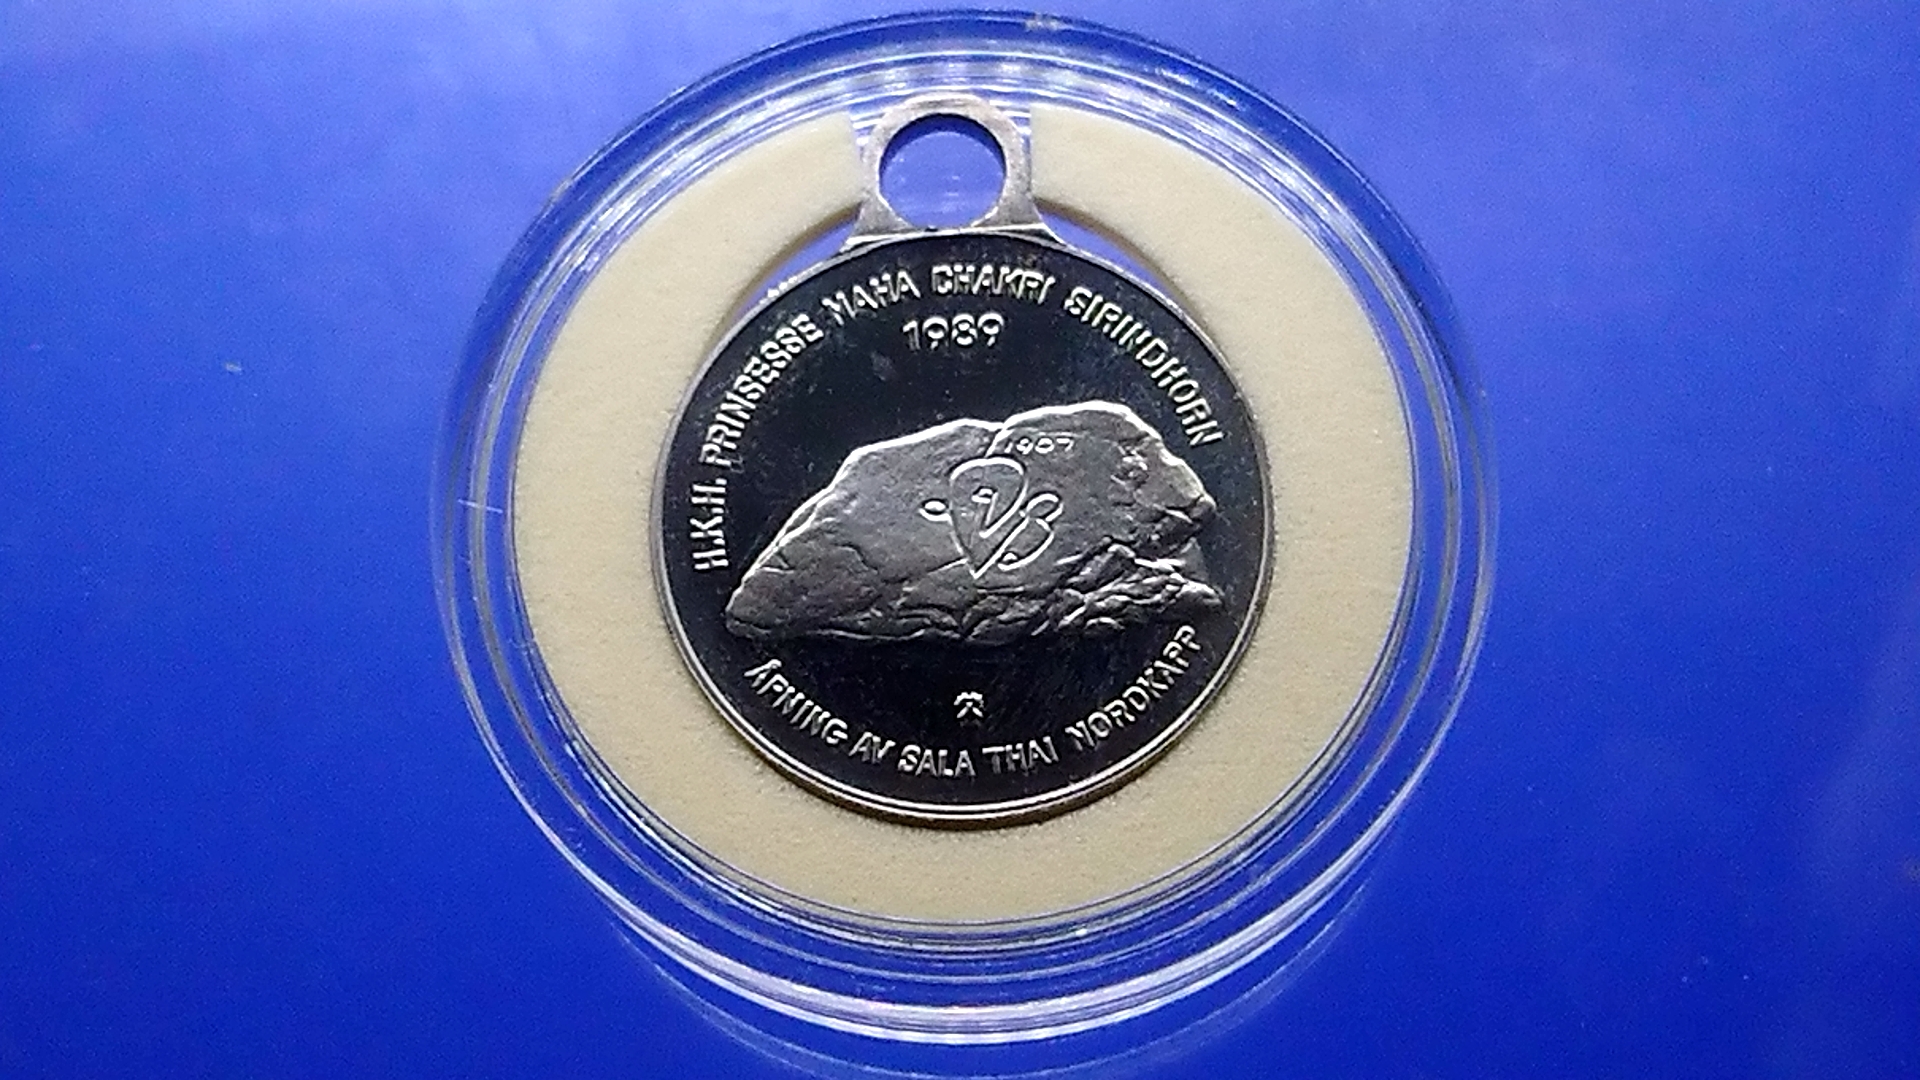 H.K.H. PRINSESSE MAHA CHAKRI SIRINDHORN
1989
1907
ÅPNING AV SALA THAI NORDKAPP